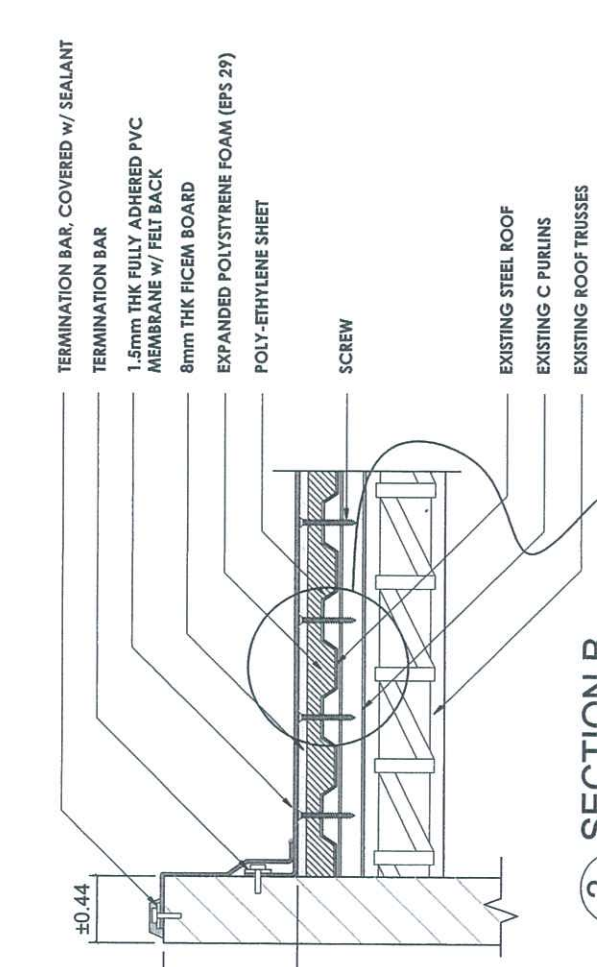 TERMINATION BAR, COVERED w/ SEALANT
TERMINATION BAR
1.5mm THK FULLY ADHERED PVC
MEMBRANE w/ FELT BACK
8mm THK FICEM BOARD
EXPANDED POLYSTYRENE FOAM (EPS 29)
POLY-ETHYLENE SHEET
SCREW
EXISTING STEEL ROOF
EXISTING C PURLINS
EXISTING ROOF TRUSSES
±0.44
2 SECTION B